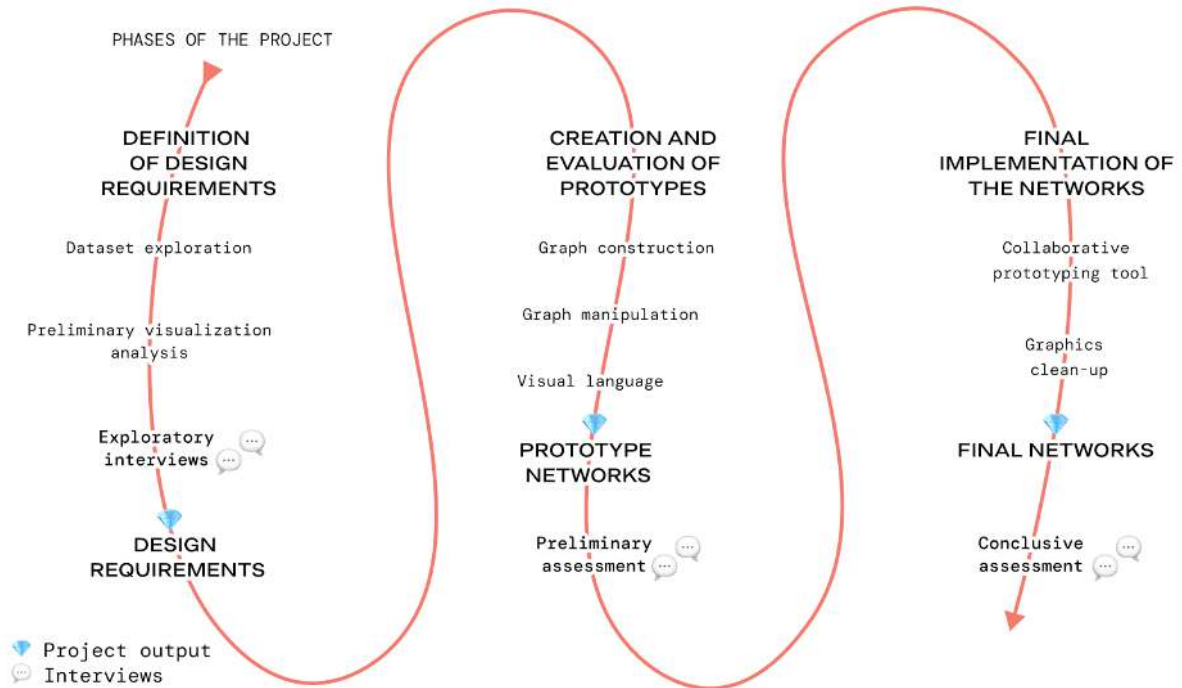 PHASES OF THE PROJECT
DEFINITION
OF DESIGN
REQUIREMENTS
Dataset exploration
Preliminary visualization
analysis
Exploratory
interviews
DESIGN
REQUIREMENTS
CREATION AND
EVALUATION OF
PROTOTYPES
Graph construction
Graph manipulation
Visual language
PROTOTYPE
NETWORKS
Preliminary
assessment
FINAL
IMPLEMENTATION OF
THE NETWORKS
Collaborative
prototyping tool
Graphics
clean-up
FINAL NETWORKS
Conclusive
assessment
Project output
Interviews